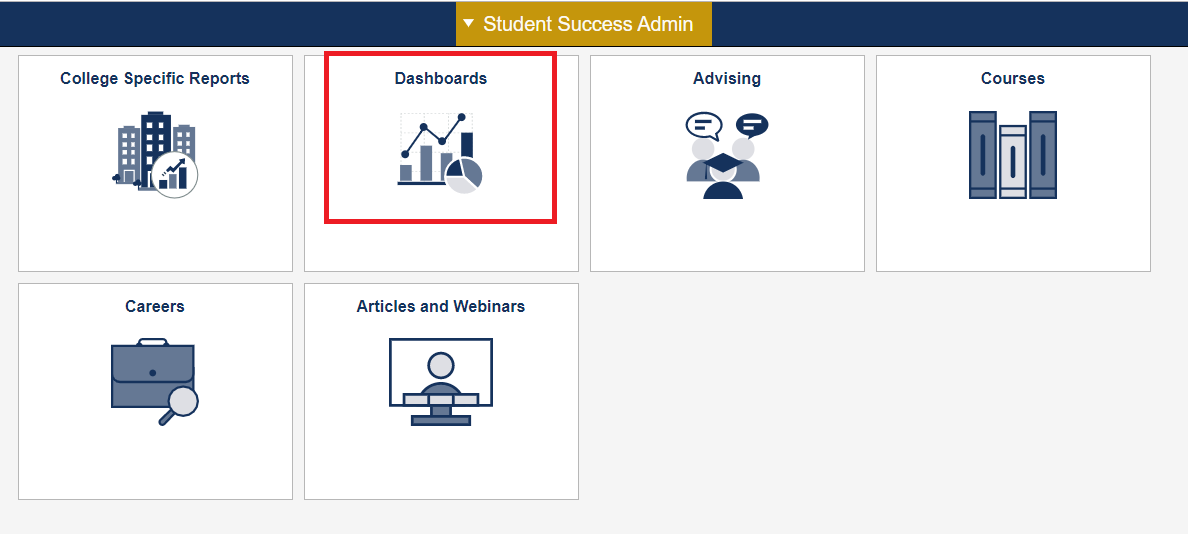 Student Success Admin
College Specific Reports
Dashboards
Advising
Courses
Careers
Articles and Webinars